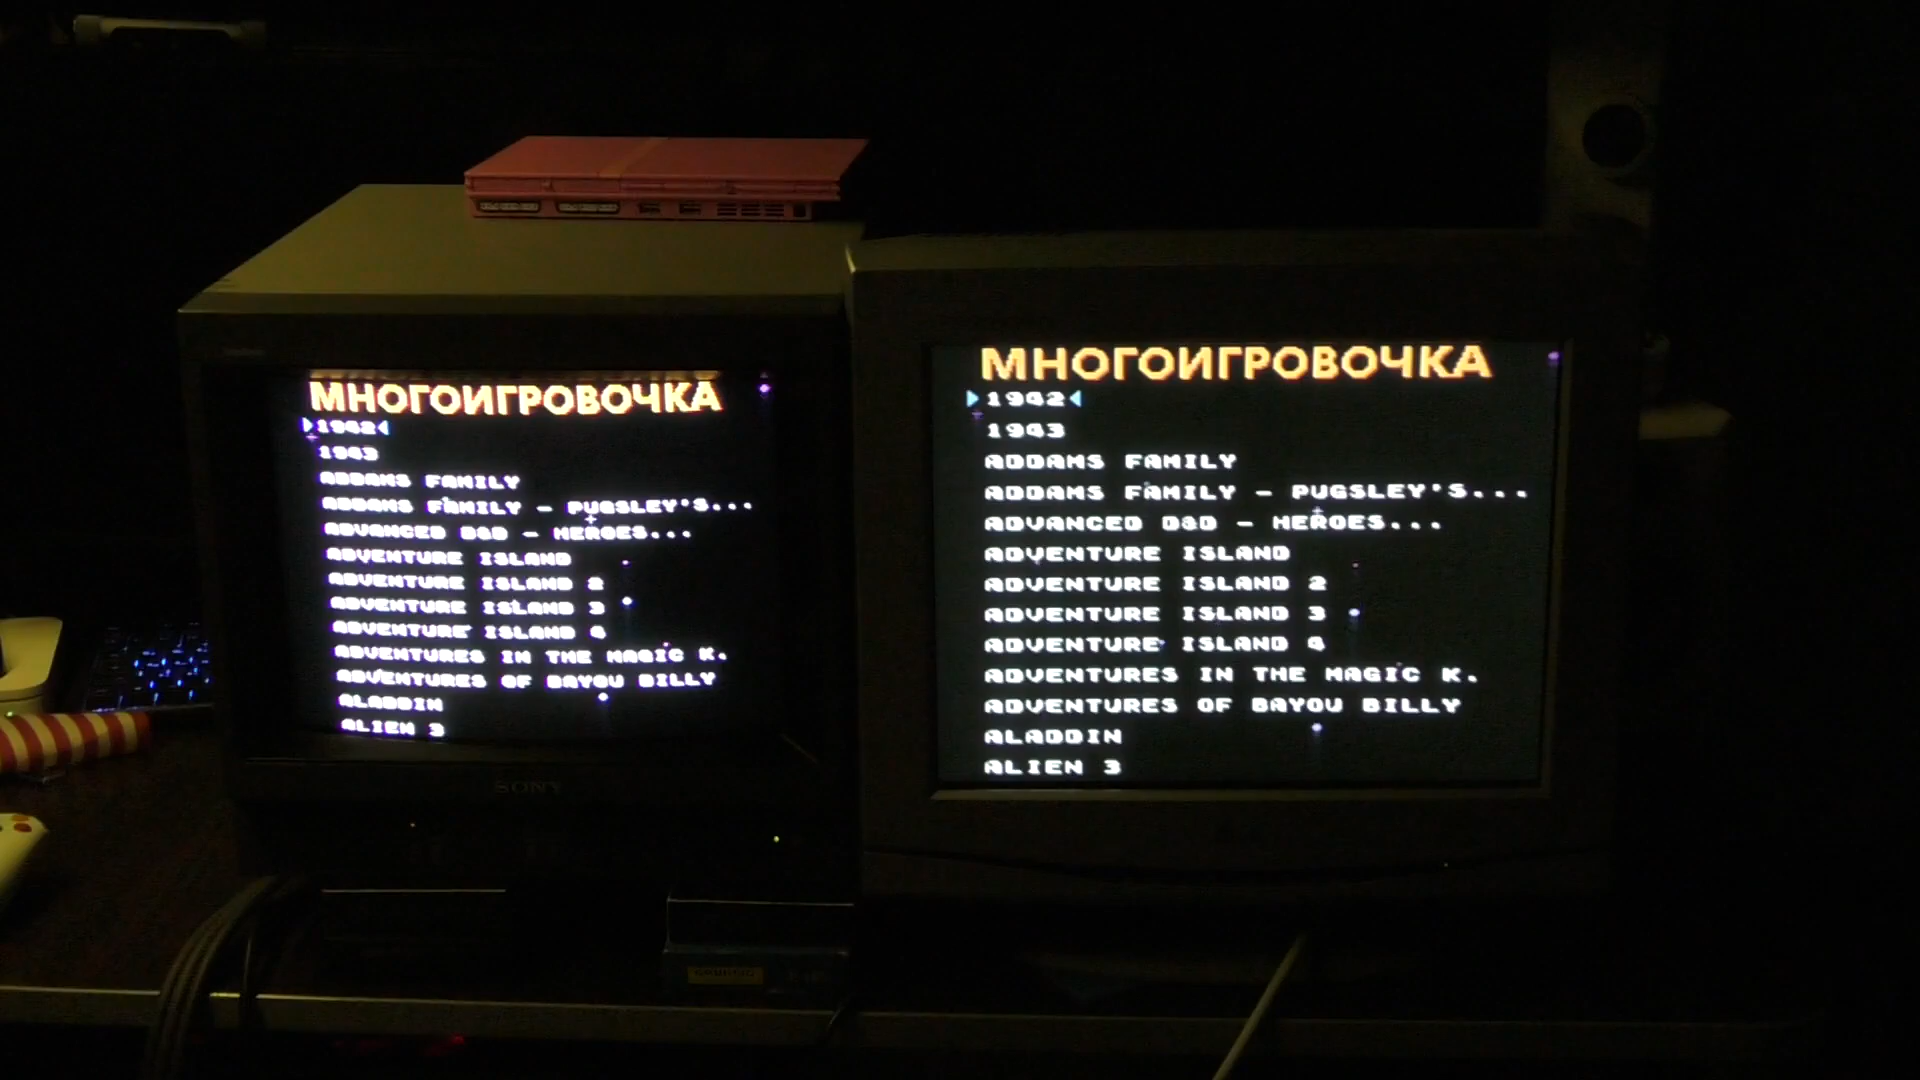 МНОГОИГРОВОЧКА
1942
1943
ADDAMS FAMILY
ADDAMS FAMILY - PUGSLEY'S...
ADVANCED D&D - HEROES...
ADVENTURE ISLAND
ADVENTURE ISLAND 2
ADVENTURE ISLAND 3
ADVENTURE ISLAND 4
ADVENTURES IN THE MAGIC K.
ADVENTURES OF BAYOU BILLY
ALADDIN
ALIEN 3
SONY
МНОГОИГРОВОЧКА
1942
1943
ADDAMS FAMILY
ADDAMS FAMILY - PUGSLEY'S...
ADVANCED D&D - HEROES...
ADVENTURE ISLAND
ADVENTURE ISLAND 2
ADVENTURE ISLAND 3
ADVENTURE ISLAND 4
ADVENTURES IN THE MAGIC K.
ADVENTURES OF BAYOU BILLY
ALADDIN
ALIEN 3